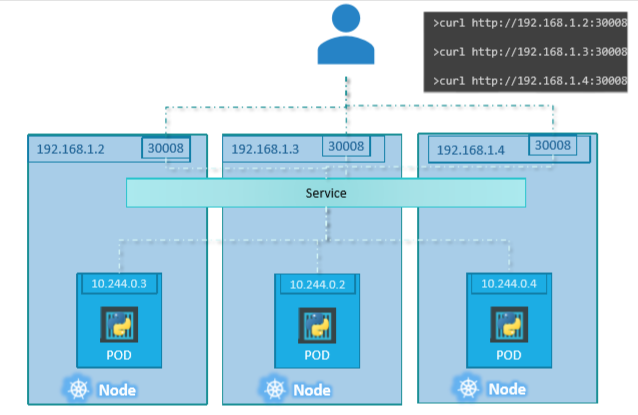 >curl http://192.168.1.2:30008
>curl http://192.168.1.3:30008
>curl http://192.168.1.4:30008
192.168.1.2 30008
192.168.1.3 30008
192.168.1.4 30008
Service
10.244.0.3
10.244.0.2
10.244.0.4
POD
POD
POD
Node
Node
Node